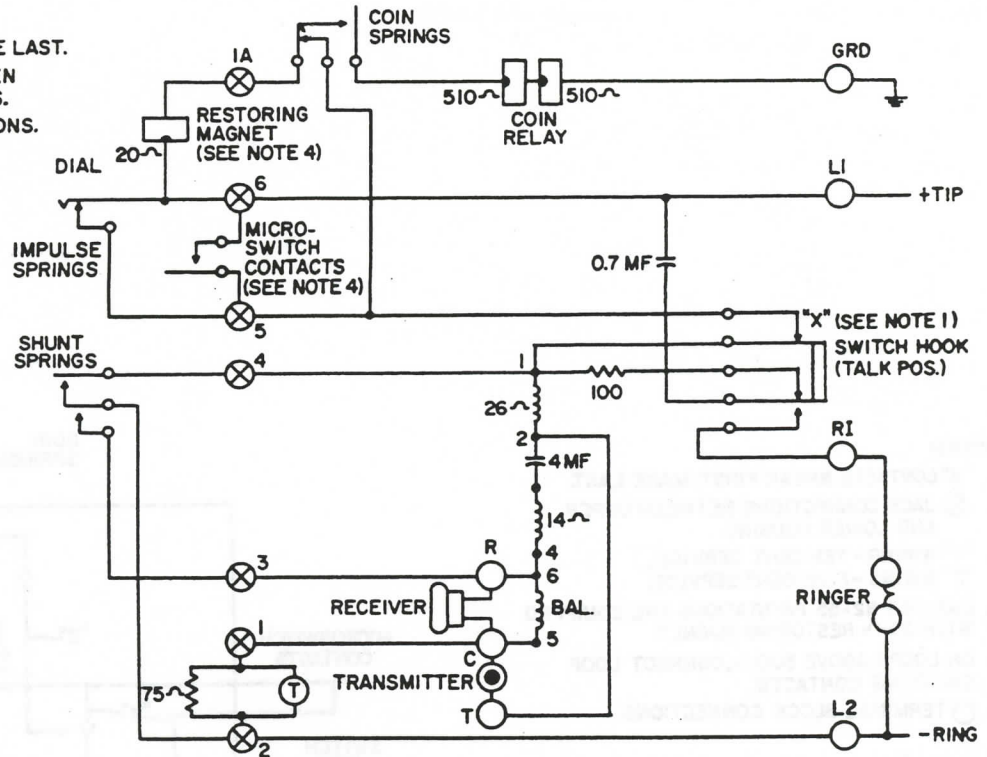 E LAST.
EN
S.
ONS.
COIN
SPRINGS
1A
GRD
510
510
COIN
RELAY
RESTORING
MAGNET
(SEE NOTE 4)
20
DIAL
6
L1
+TIP
MICRO-
SWITCH
CONTACTS
(SEE NOTE 4)
IMPULSE
SPRINGS
0.7 MF
5
"X" (SEE NOTE 1)
SWITCH HOOK
(TALK POS.)
SHUNT
SPRINGS
4
1
100
26
2
R1
4 MF
14
4
3
R
6
RECEIVER
BAL
RINGER
1
C
5
75
T
TRANSMITTER
T
L2
2
-RING